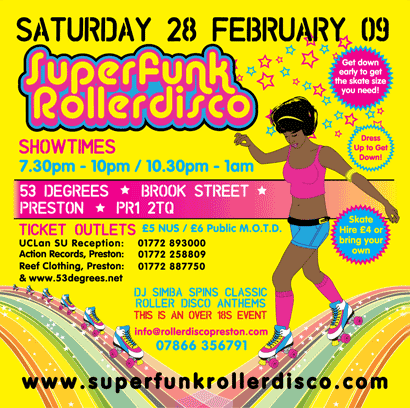 SATURDAY 28 FEBRUARY 09
SuperFunk
Rollerdisco
Get down
early to get
the skate size
you need!
Dress
Up to Get
Down!
SHOWTIMES
7.30pm - 10pm / 10.30pm - 1am
53 DEGREES ★ BROOK STREET ★
PRESTON ★ PR1 2TQ
Skate
Hire £4 or
bring your
own
TICKET OUTLETS £5 NUS / £6 Public M.O.T.D.
UCLan SU Reception: 01772 893000
Action Records, Preston: 01772 258809
Reef Clothing, Preston: 01772 887750
& www.53degrees.net
DJ SIMBA SPINS CLASSIC
ROLLER DISCO ANTHEMS
THIS IS AN OVER 18S EVENT
info@rollerdiscopreston.com
07866 356791
www.superfunkrollerdisco.com